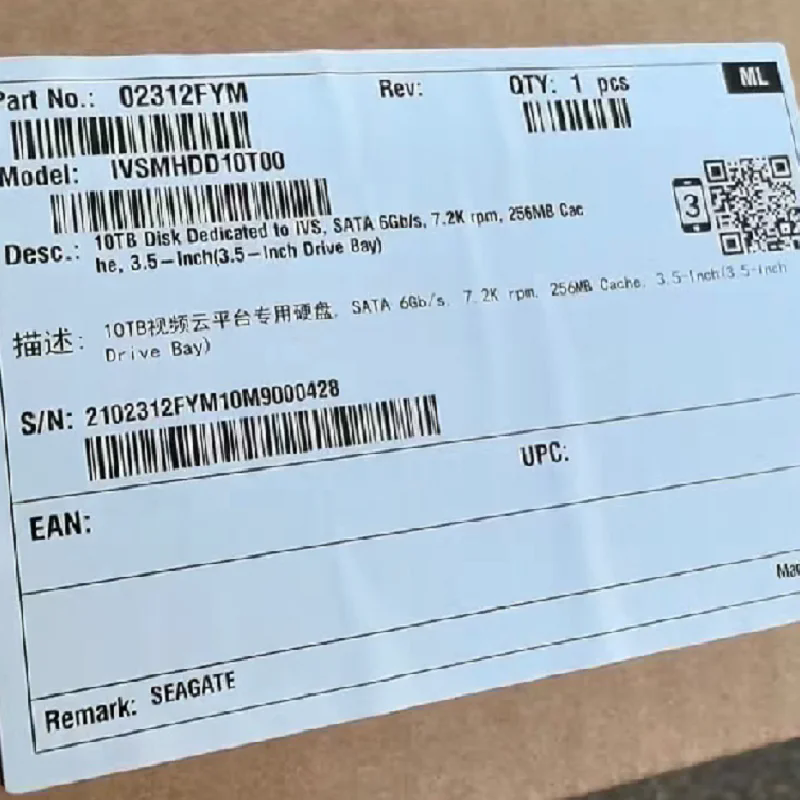 Part No.: 02312FYM Rev: QTY: 1 pcs ML
Model: IVSMHDD10T00
3
Desc.: 10TB Disk Dedicated to IVS, SATA 6Gb/s, 7.2K rpm, 256MB Cac
he, 3.5-Inch(3.5-Inch Drive Bay)
描述: 10TB视频云平台专用硬盘, SATA 6Gb/s, 7.2K rpm, 256MB Cache, 3.5-Inch(3.5-Inch
Drive Bay)
S/N: 2102312FYM10M9000428
UPC:
EAN:
Remark: SEAGATE